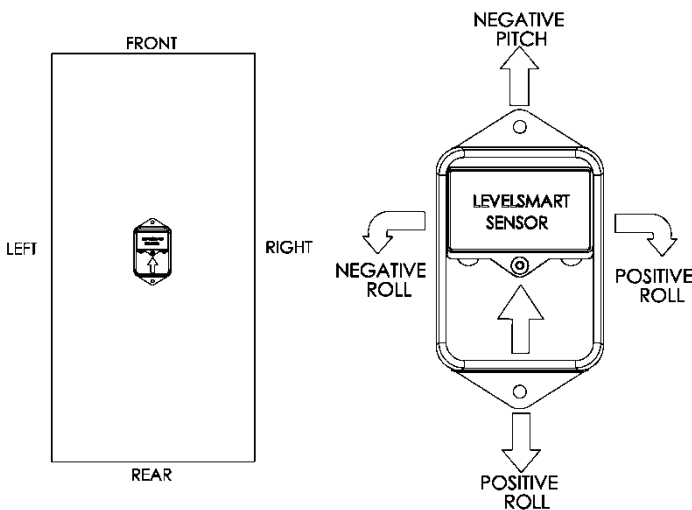 FRONT
LEFT
RIGHT
REAR
NEGATIVE
PITCH
LEVELSMART
SENSOR
NEGATIVE
ROLL
POSITIVE
ROLL
POSITIVE
ROLL